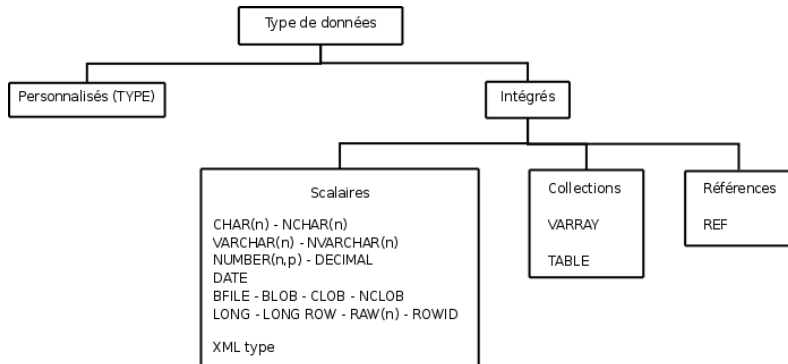 Type de données
Personnalisés (TYPE)
Intégrés
Scalaires
CHAR(n) - NCHAR(n)
VARCHAR(n) - NVARCHAR(n)
NUMBER(n,p) - DECIMAL
DATE
BFILE - BLOB - CLOB - NCLOB
LONG - LONG ROW - RAW(n) - ROWID
XML type
Collections
VARRAY
TABLE
Références
REF